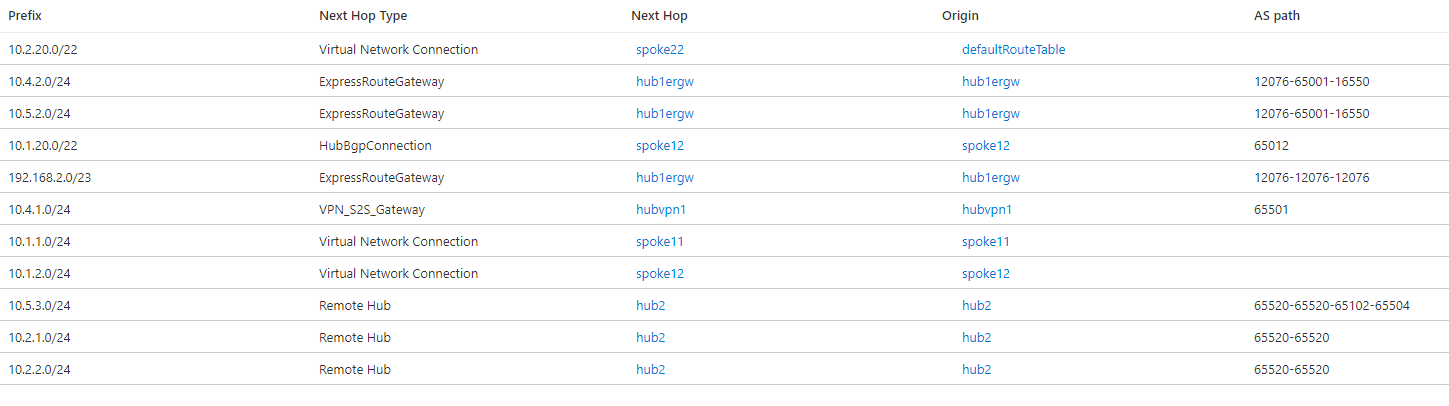 Prefix Next Hop Type Next Hop Origin AS path
10.2.20.0/22 Virtual Network Connection spoke22 defaultRouteTable
10.4.2.0/24 ExpressRouteGateway hub1ergw hub1ergw 12076-65001-16550
10.5.2.0/24 ExpressRouteGateway hub1ergw hub1ergw 12076-65001-16550
10.1.20.0/22 HubBgpConnection spoke12 spoke12 65012
192.168.2.0/23 ExpressRouteGateway hub1ergw hub1ergw 12076-12076-12076
10.4.1.0/24 VPN_S2S_Gateway hubvpn1 hubvpn1 65501
10.1.1.0/24 Virtual Network Connection spoke11 spoke11
10.1.2.0/24 Virtual Network Connection spoke12 spoke12
10.5.3.0/24 Remote Hub hub2 hub2 65520-65520-65102-65504
10.2.1.0/24 Remote Hub hub2 hub2 65520-65520
10.2.2.0/24 Remote Hub hub2 hub2 65520-65520